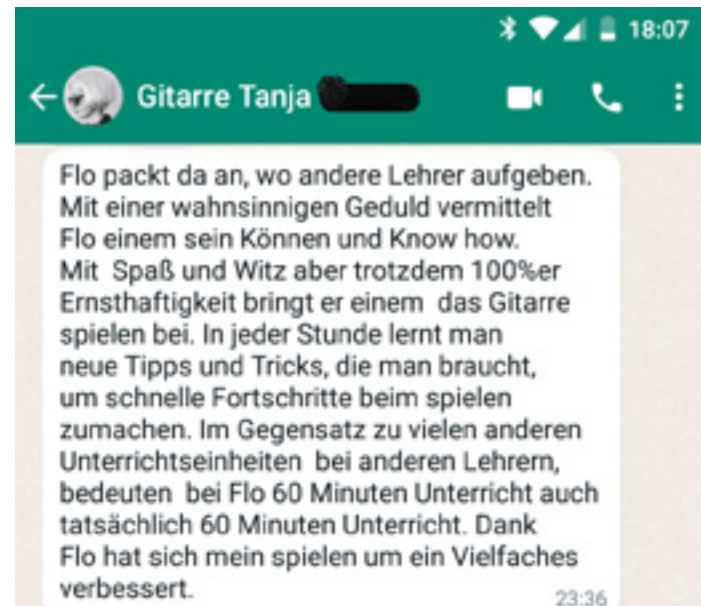 18:07
Gitarre Tanja
Flo packt da an, wo andere Lehrer aufgeben.
Mit einer wahnsinnigen Geduld vermittelt
Flo einem sein Können und Know how.
Mit  Spaß und Witz aber trotzdem 100%er
Ernsthaftigkeit bringt er einem  das Gitarre
spielen bei. In jeder Stunde lernt man
neue Tipps und Tricks, die man braucht,
um schnelle Fortschritte beim spielen
zumachen. Im Gegensatz zu vielen anderen
Unterrichtseinheiten  bei anderen Lehrern,
bedeuten  bei Flo 60 Minuten Unterricht auch
tatsächlich 60 Minuten Unterricht. Dank
Flo hat sich mein spielen um ein Vielfaches
verbessert.
23:36